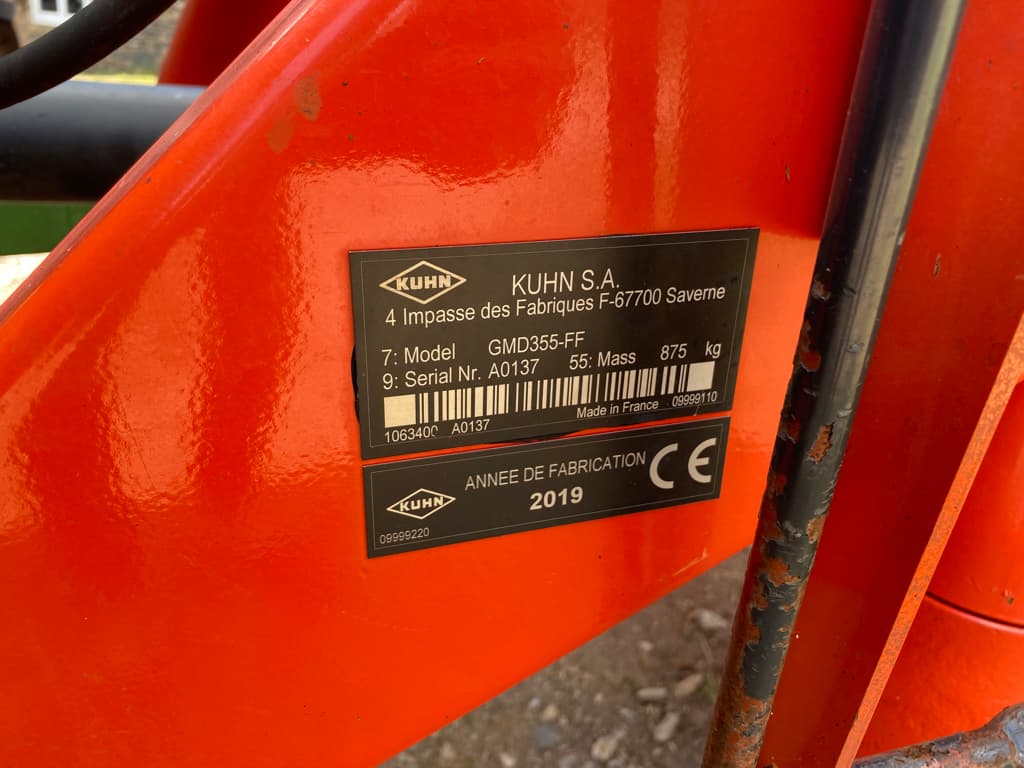 KUHN
KUHN S.A.
4 Impasse des Fabriques F-67700 Saverne
7: Model GMD355-FF
9: Serial Nr. A0137 55: Mass 875 kg
Made in France 09999110
1063400 A0137
ANNEE DE FABRICATION CE
KUHN 2019
09999220